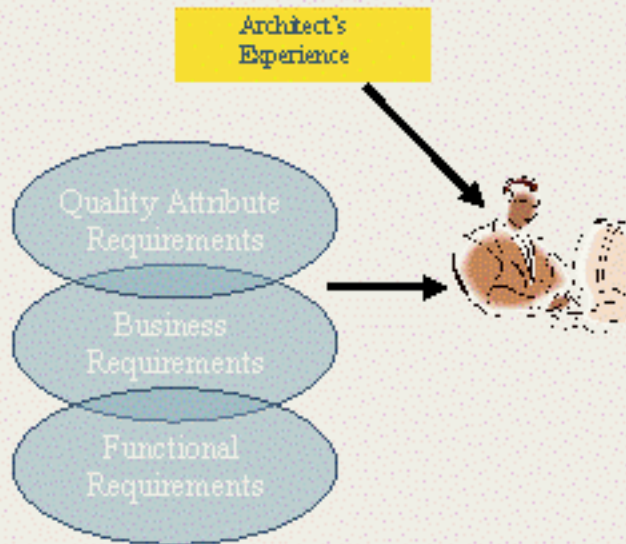 Architect's
Experience
Quality Attribute
Requirements
Business
Requirements
Functional
Requirements